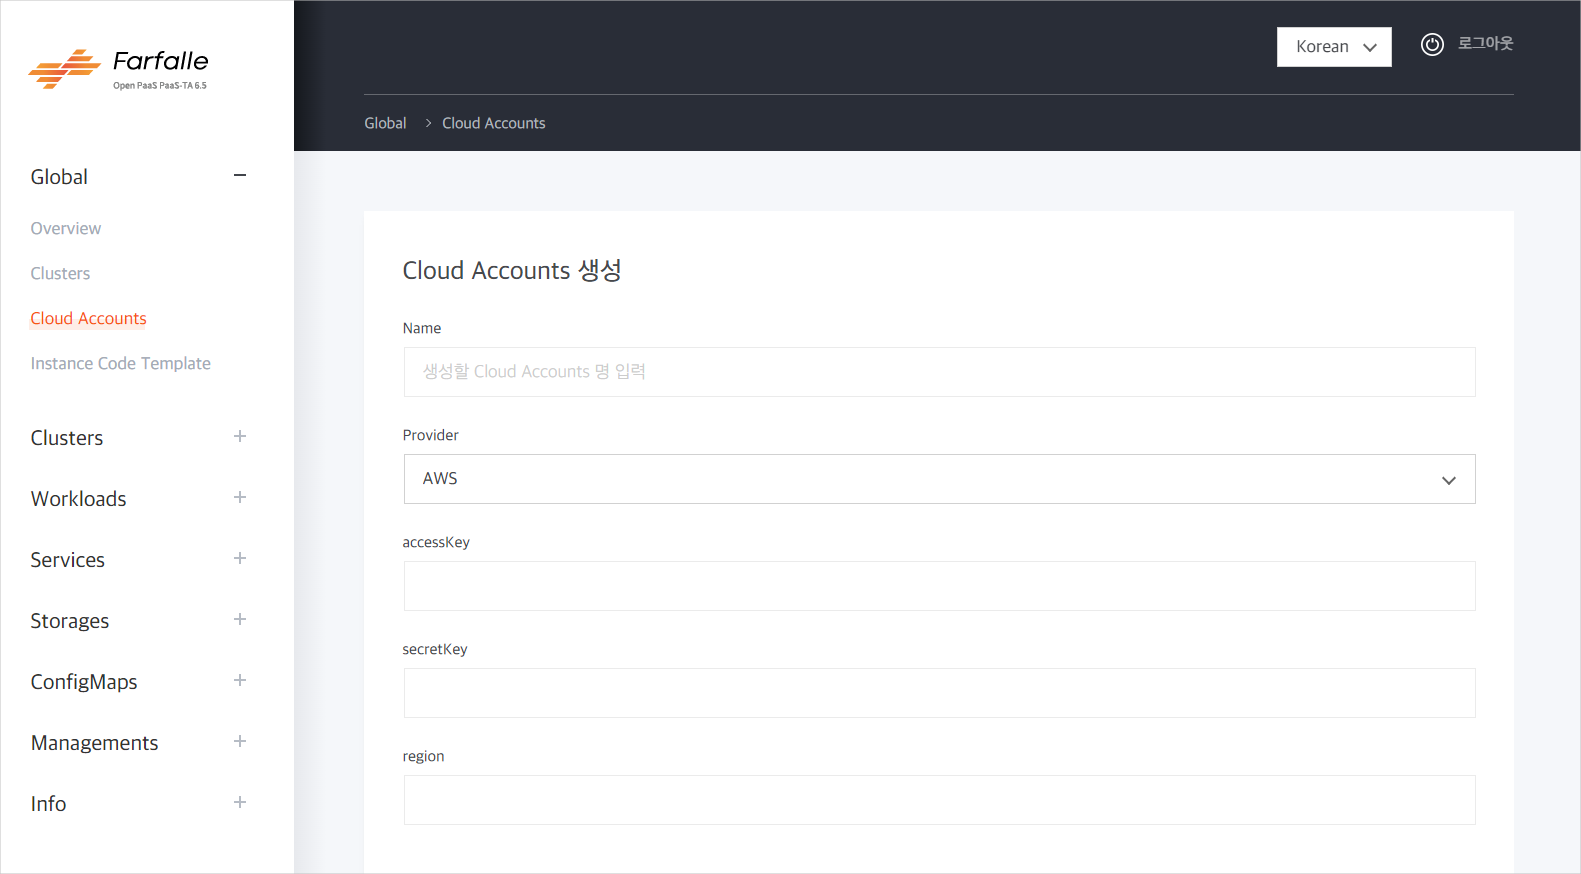 Farfalle
Open PaaS PaaS-TA 6.5
Korean
로그아웃
Global > Cloud Accounts
Global
Overview
Clusters
Cloud Accounts
Instance Code Template
Clusters
Workloads
Services
Storages
ConfigMaps
Managements
Info
Cloud Accounts 생성
Name
생성할 Cloud Accounts 명 입력
Provider
AWS
accessKey
secretKey
region